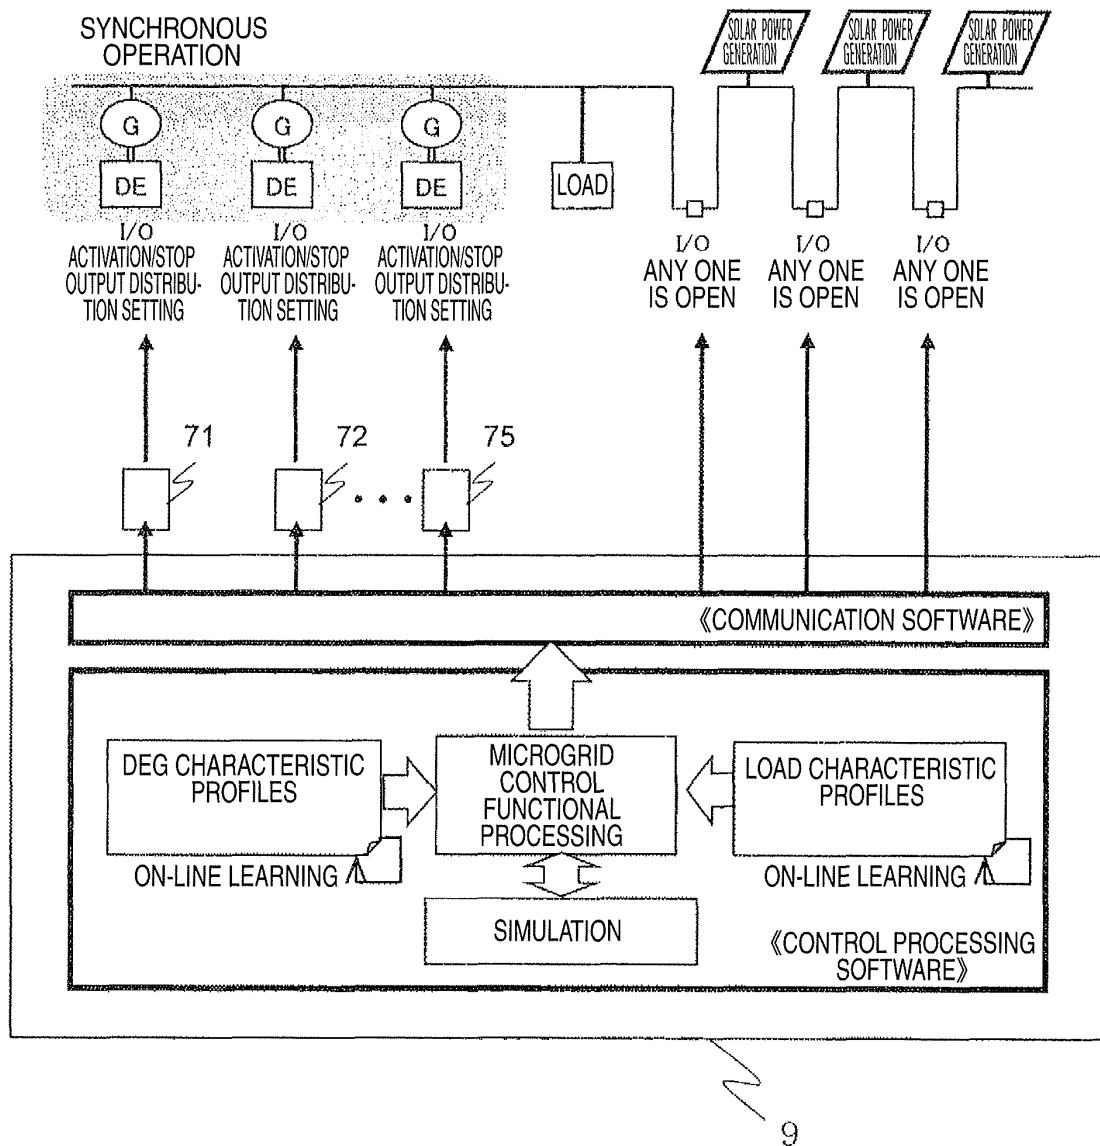 SYNCHRONOUS
OPERATION
SOLAR POWER
GENERATION
SOLAR POWER
GENERATION
SOLAR POWER
GENERATION
G
G
G
DE
DE
DE
LOAD
I/O
ACTIVATION/STOP
OUTPUT DISTRIBU-
TION SETTING
I/O
ACTIVATION/STOP
OUTPUT DISTRIBU-
TION SETTING
I/O
ACTIVATION/STOP
OUTPUT DISTRIBU-
TION SETTING
I/O
ANY ONE
IS OPEN
I/O
ANY ONE
IS OPEN
I/O
ANY ONE
IS OPEN
71
72
75
《COMMUNICATION SOFTWARE》
DEG CHARACTERISTIC
PROFILES
ON-LINE LEARNING
MICROGRID
CONTROL
FUNCTIONAL
PROCESSING
LOAD CHARACTERISTIC
PROFILES
ON-LINE LEARNING
SIMULATION
《CONTROL PROCESSING
SOFTWARE》
9